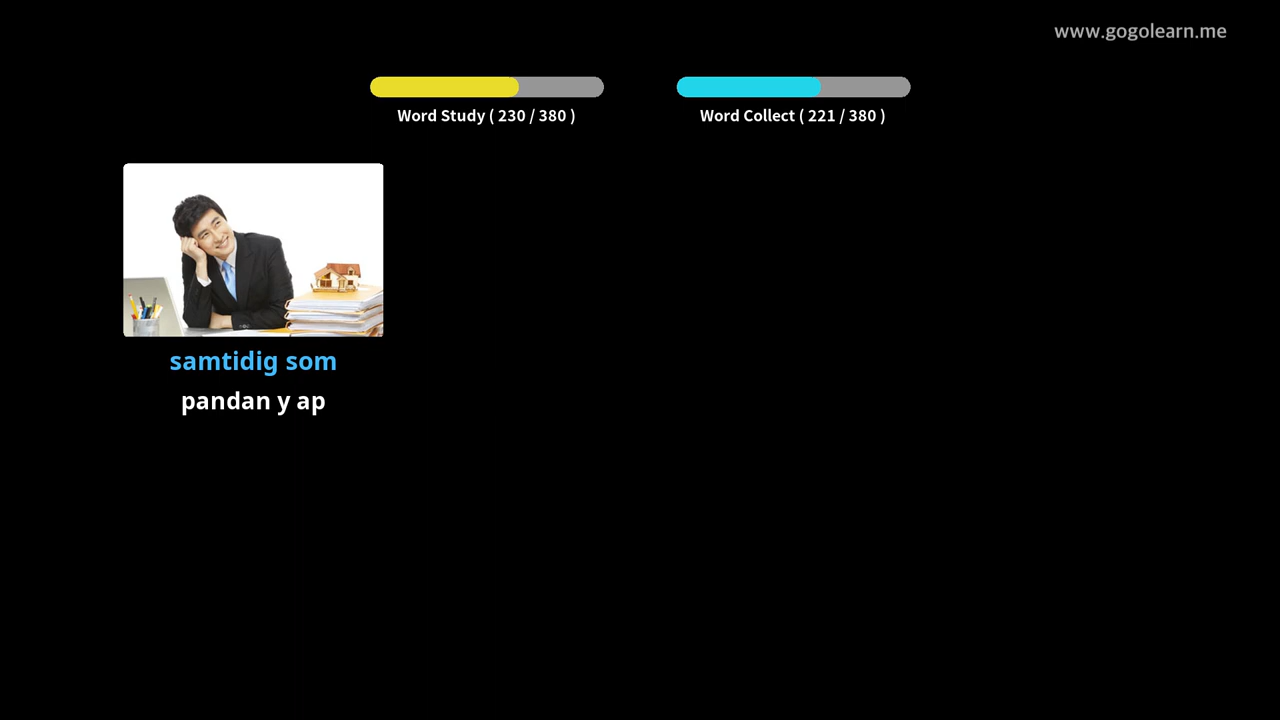 www.gogolearn.me
Word Study ( 230 / 380 )
Word Collect ( 221 / 380 )
samtidig som
pandan y ap